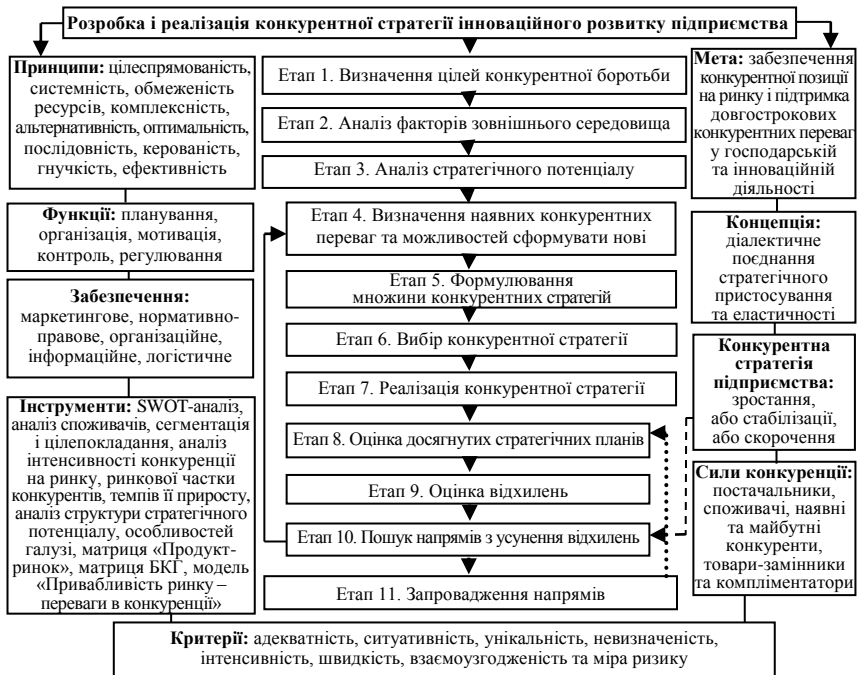 Розробка і реалізація конкурентної стратегії інноваційного розвитку підприємства
Принципи: цілеспрямованість,
системність, обмеженість
ресурсів, комплексність,
альтернативність, оптимальність,
послідовність, керованість,
гнучкість, ефективність
Функції: планування,
організація, мотивація,
контроль, регулювання
Забезпечення:
маркетингове, нормативно-
правове, організаційне,
інформаційне, логістичне
Інструменти: SWOT-аналіз,
аналіз споживачів, сегментація
і цілепокладання, аналіз
інтенсивності конкуренції
на ринку, ринкової частки
конкурентів, темпів її приросту,
аналіз структури стратегічного
потенціалу, особливостей
галузі, матриця «Продукт-
ринок», матриця БКГ, модель
«Привабливість ринку –
переваги в конкуренції»
Етап 1. Визначення цілей конкурентної боротьби
Етап 2. Аналіз факторів зовнішнього середовища
Етап 3. Аналіз стратегічного потенціалу
Етап 4. Визначення наявних конкурентних
переваг та можливостей сформувати нові
Етап 5. Формулювання
множини конкурентних стратегій
Етап 6. Вибір конкурентної стратегії
Етап 7. Реалізація конкурентної стратегії
Етап 8. Оцінка досягнутих стратегічних планів
Етап 9. Оцінка відхилень
Етап 10. Пошук напрямів з усунення відхилень
Етап 11. Запровадження напрямів
Мета: забезпечення
конкурентної позиції
на ринку і підтримка
довгострокових
конкурентних переваг
у господарській
та інноваційній
діяльності
Концепція:
діалектичне
поєднання
стратегічного
пристосування
та еластичності
Конкурентна
стратегія
підприємства:
зростання,
або стабілізації,
або скорочення
Сили конкуренції:
постачальники,
споживачі, наявні
та майбутні
конкуренти,
товари-замінники
та компліментатори
Критерії: адекватність, ситуативність, унікальність, невизначеність,
інтенсивність, швидкість, взаємоузгодженість та міра ризику